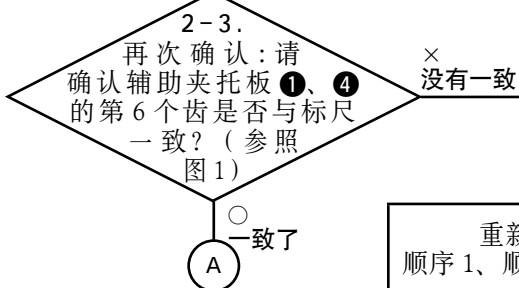 2-3.
再次确认:请
确认辅助夹托板❶、❹
的第6个齿是否与标尺
一致?(参照
图1)
×
没有一致
○
一致了
A
重新
顺序1、顺